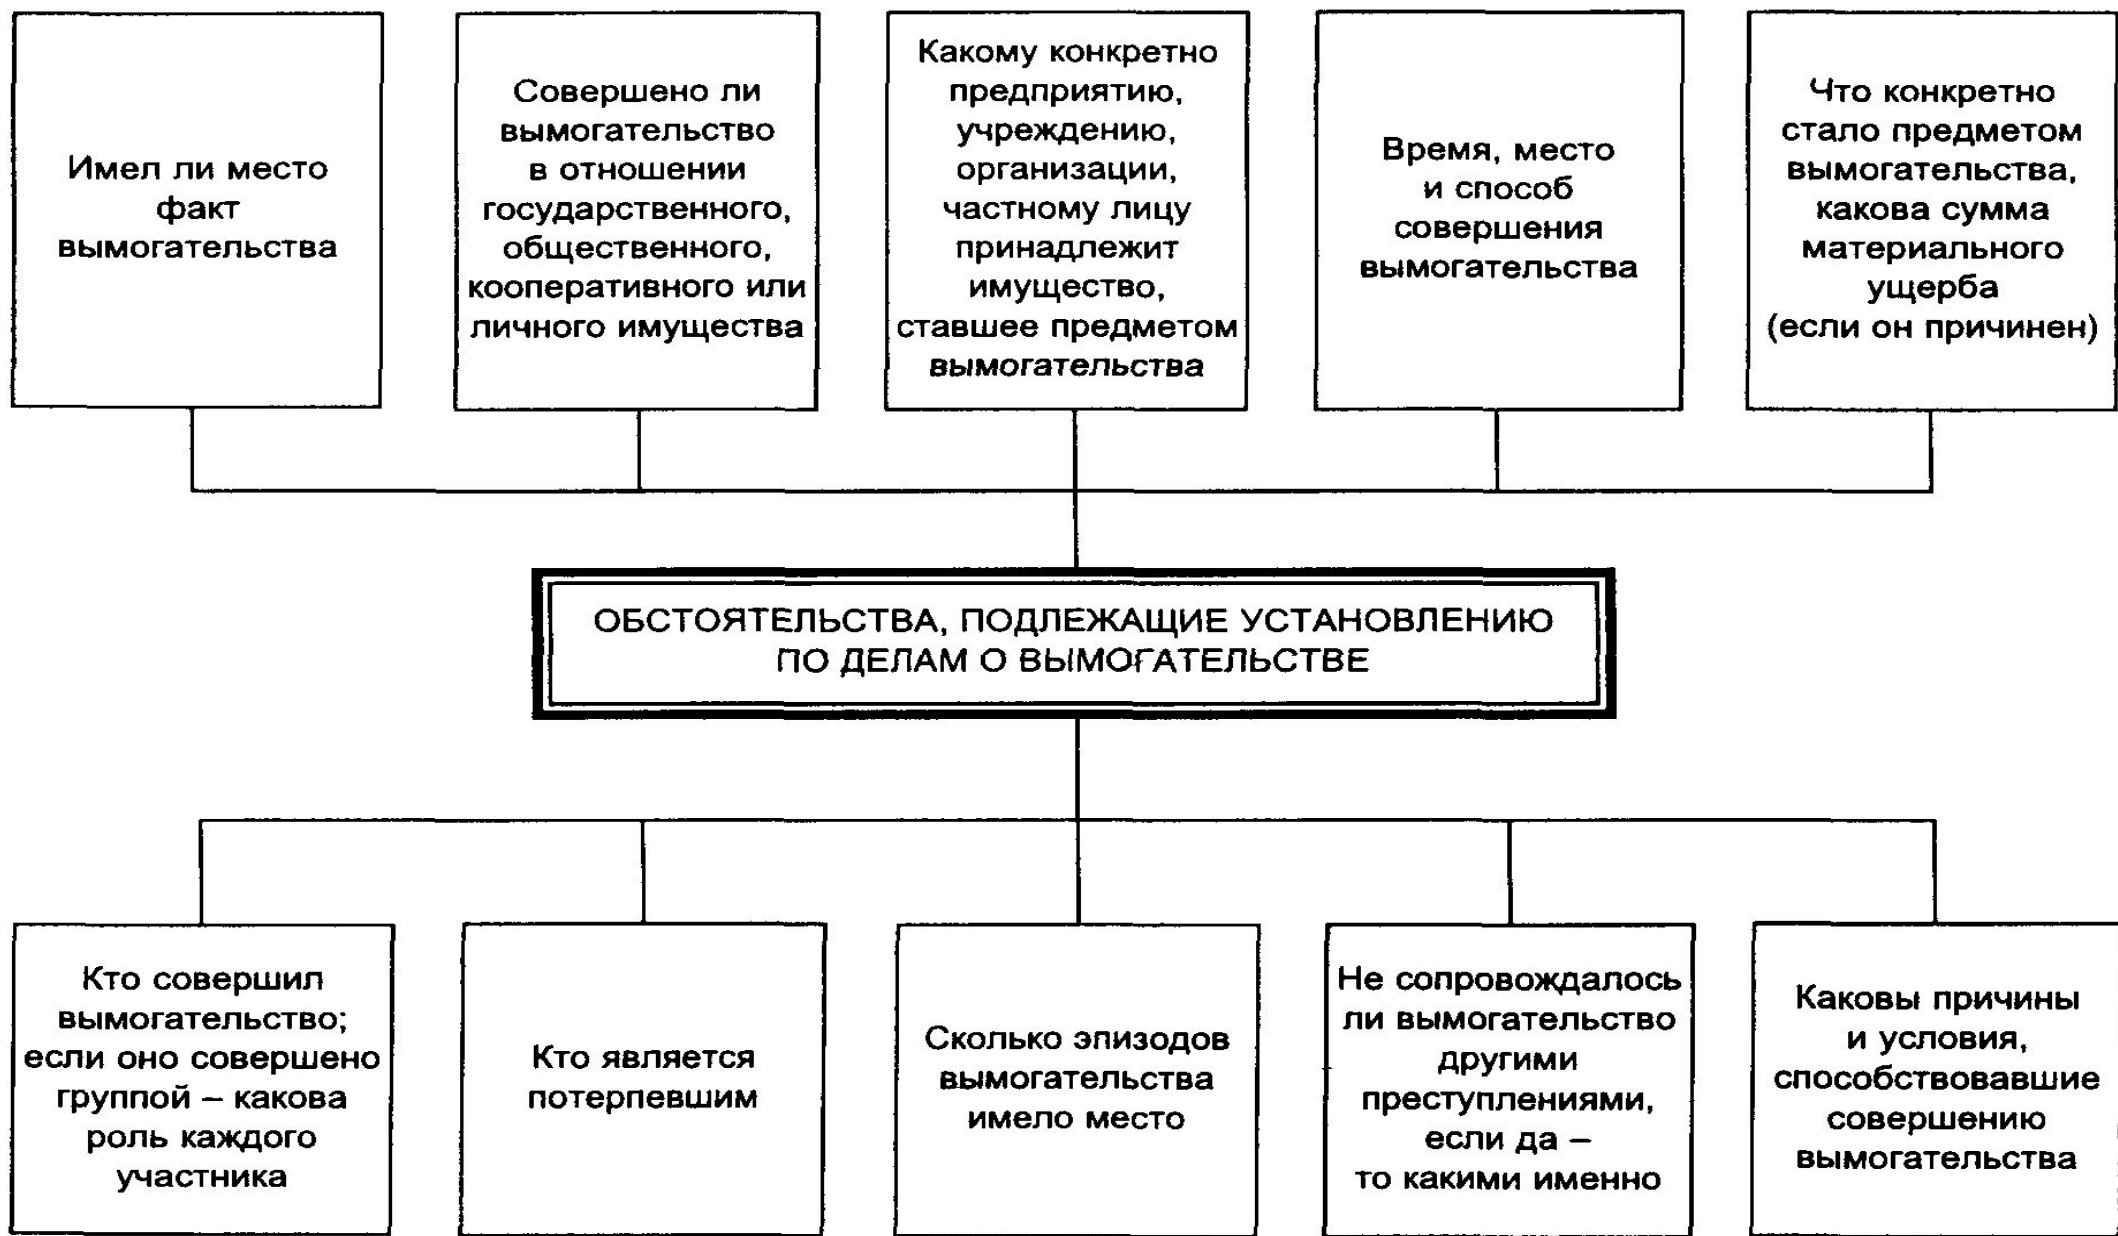 Имел ли место
факт
вымогательства
Совершено ли
вымогательство
в отношении
государственного,
общественного,
кооперативного или
личного имущества
Какому конкретно
предприятию,
учреждению,
организации,
частному лицу
принадлежит
имущество,
ставшее предметом
вымогательства
Время, место
и способ
совершения
вымогательства
Что конкретно
стало предметом
вымогательства,
какова сумма
материального
ущерба
(если он причинен)
ОБСТОЯТЕЛЬСТВА, ПОДЛЕЖАЩИЕ УСТАНОВЛЕНИЮ
ПО ДЕЛАМ О ВЫМОГАТЕЛЬСТВЕ
Кто совершил
вымогательство;
если оно совершено
группой – какова
роль каждого
участника
Кто является
потерпевшим
Сколько эпизодов
вымогательства
имело место
Не сопровождалось
ли вымогательство
другими
преступлениями,
если да –
то какими именно
Каковы причины
и условия,
способствовавшие
совершению
вымогательства